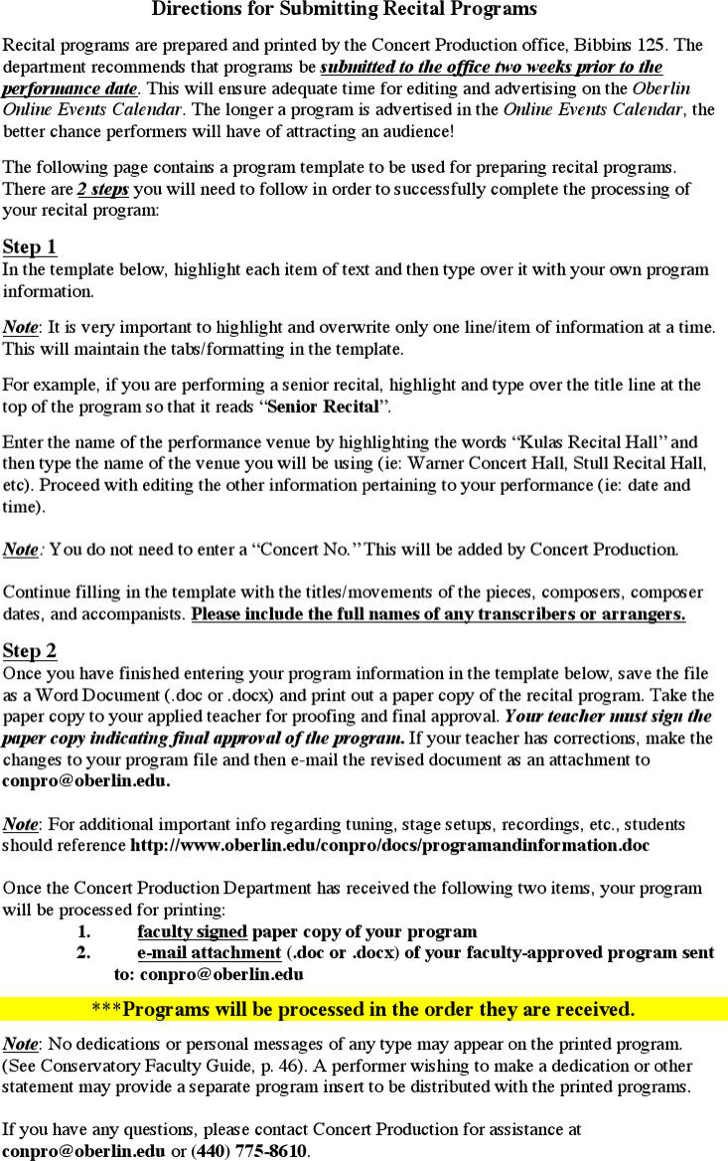 Directions for Submitting Recital Programs
Recital programs are prepared and printed by the Concert Production office, Bibbins 125. The
department recommends that programs be submitted to the office two weeks prior to the
performance date. This will ensure adequate time for editing and advertising on the Oberlin
Online Events Calendar. The longer a program is advertised in the Online Events Calendar, the
better chance performers will have of attracting an audience!
The following page contains a program template to be used for preparing recital programs.
There are 2 steps you will need to follow in order to successfully complete the processing of
your recital program:
Step 1
In the template below, highlight each item of text and then type over it with your own program
information.
Note: It is very important to highlight and overwrite only one line/item of information at a time.
This will maintain the tabs/formatting in the template.
For example, if you are performing a senior recital, highlight and type over the title line at the
top of the program so that it reads “Senior Recital”.
Enter the name of the performance venue by highlighting the words “Kulas Recital Hall” and
then type the name of the venue you will be using (ie: Warner Concert Hall, Stull Recital Hall,
etc). Proceed with editing the other information pertaining to your performance (ie: date and
time).
Note: You do not need to enter a “Concert No.” This will be added by Concert Production.
Continue filling in the template with the titles/movements of the pieces, composers, composer
dates, and accompanists. Please include the full names of any transcribers or arrangers.
Step 2
Once you have finished entering your program information in the template below, save the file
as a Word Document (.doc or .docx) and print out a paper copy of the recital program. Take the
paper copy to your applied teacher for proofing and final approval. Your teacher must sign the
paper copy indicating final approval of the program. If your teacher has corrections, make the
changes to your program file and then e-mail the revised document as an attachment to
conpro@oberlin.edu.
Note: For additional important info regarding tuning, stage setups, recordings, etc., students
should reference http://www.oberlin.edu/conpro/docs/programandinformation.doc
Once the Concert Production Department has received the following two items, your program
will be processed for printing:
1. faculty signed paper copy of your program
2. e-mail attachment (.doc or .docx) of your faculty-approved program sent
to: conpro@oberlin.edu
***Programs will be processed in the order they are received.
Note: No dedications or personal messages of any type may appear on the printed program.
(See Conservatory Faculty Guide, p. 46). A performer wishing to make a dedication or other
statement may provide a separate program insert to be distributed with the printed programs.
If you have any questions, please contact Concert Production for assistance at
conpro@oberlin.edu or (440) 775-8610.